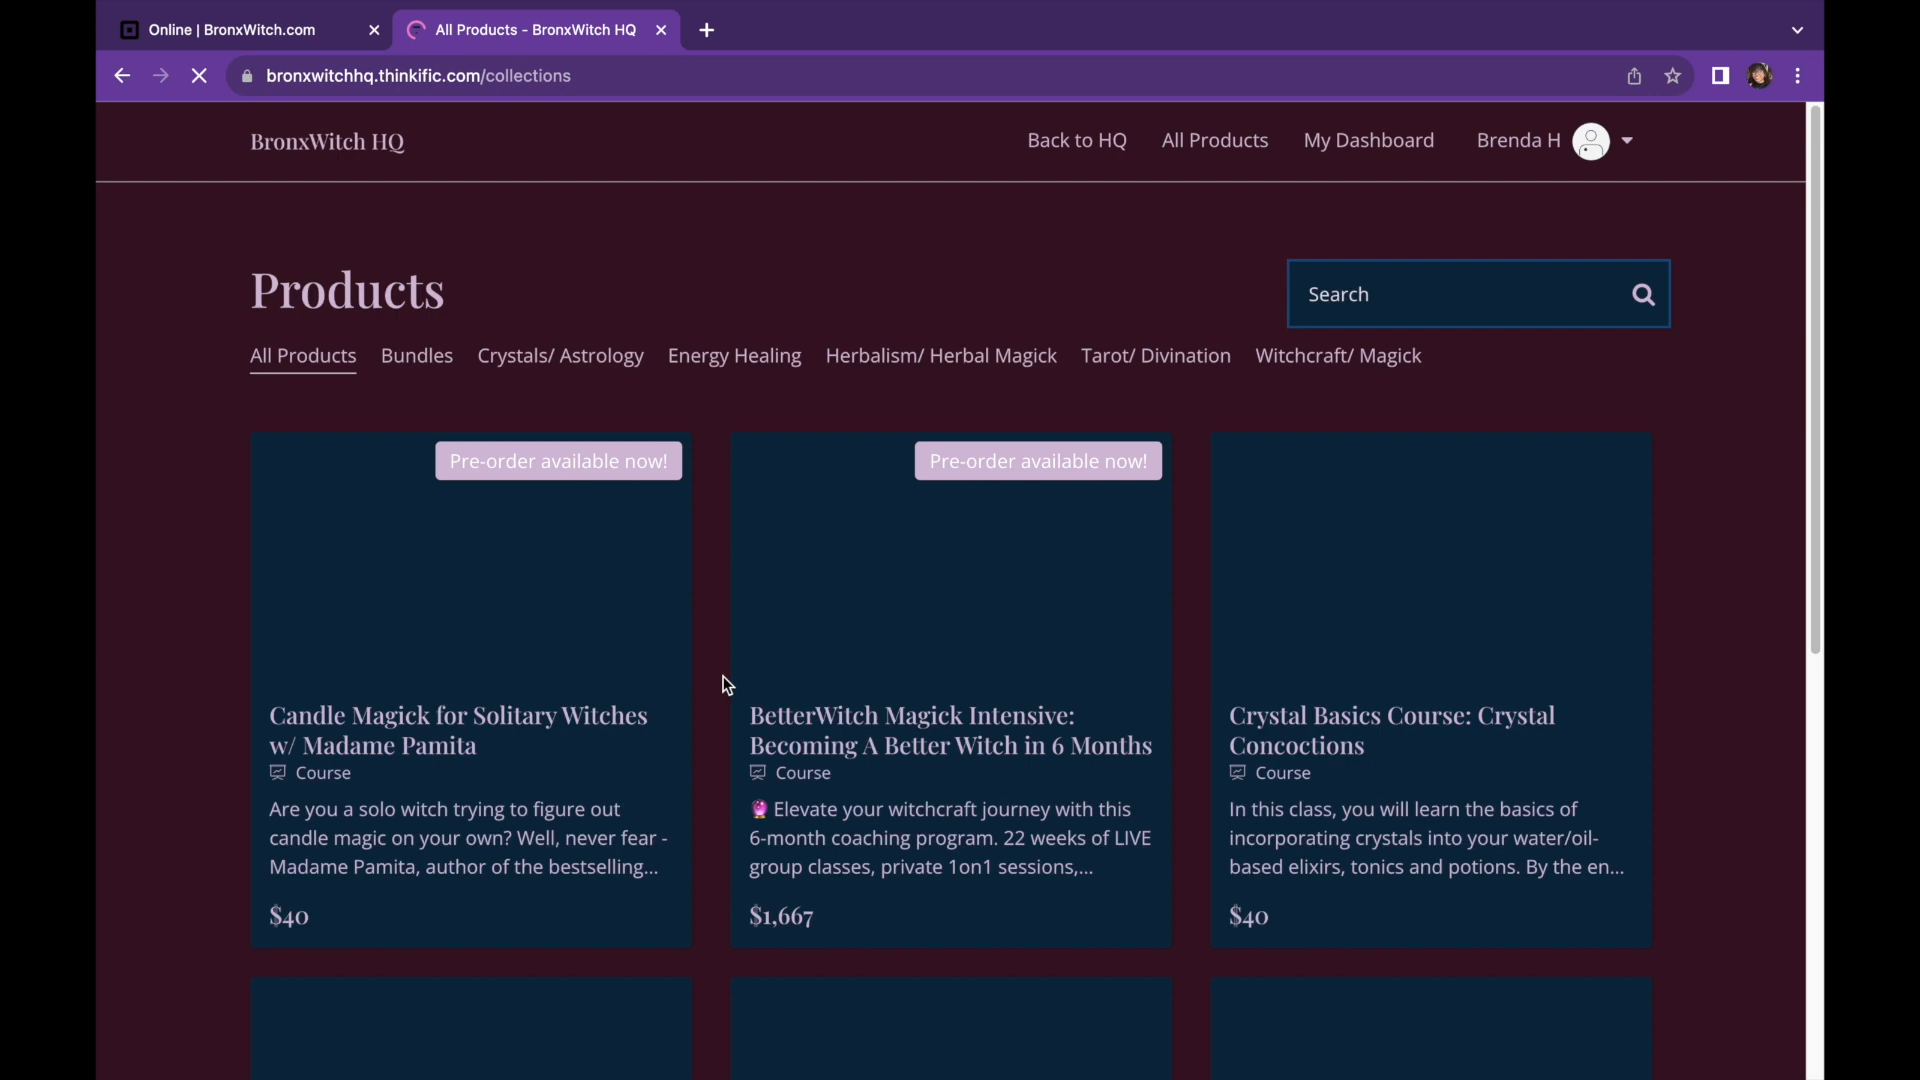 Online | BronxWitch.com
All Products - BronxWitch HQ
bronxwitchhq.thinkific.com/collections
BronxWitch HQ
Back to HQ
All Products
My Dashboard
Brenda H
Products
Search
All Products
Bundles
Crystals/ Astrology
Energy Healing
Herbalism/ Herbal Magick
Tarot/ Divination
Witchcraft/ Magick
Pre-order available now!
Candle Magick for Solitary Witches
w/ Madame Pamita
Course
Are you a solo witch trying to figure out
candle magic on your own? Well, never fear -
Madame Pamita, author of the bestselling...
$40
Pre-order available now!
BetterWitch Magick Intensive:
Becoming A Better Witch in 6 Months
Course
🔮 Elevate your witchcraft journey with this
6-month coaching program. 22 weeks of LIVE
group classes, private 1on1 sessions,...
$1,667
Crystal Basics Course: Crystal
Concoctions
Course
In this class, you will learn the basics of
incorporating crystals into your water/oil-
based elixirs, tonics and potions. By the en...
$40